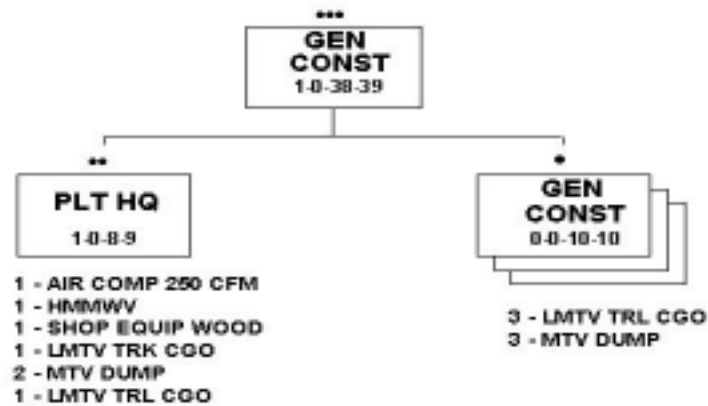 GEN
CONST
1-0-38-39
PLT HQ
1-0-8-9
1 - AIR COMP 250 CFM
1 - HMMWV
1 - SHOP EQUIP WOOD
1 - LMTV TRK CGO
2 - MTV DUMP
1 - LMTV TRL CGO
GEN
CONST
0-0-10-10
3 - LMTV TRL CGO
3 - MTV DUMP